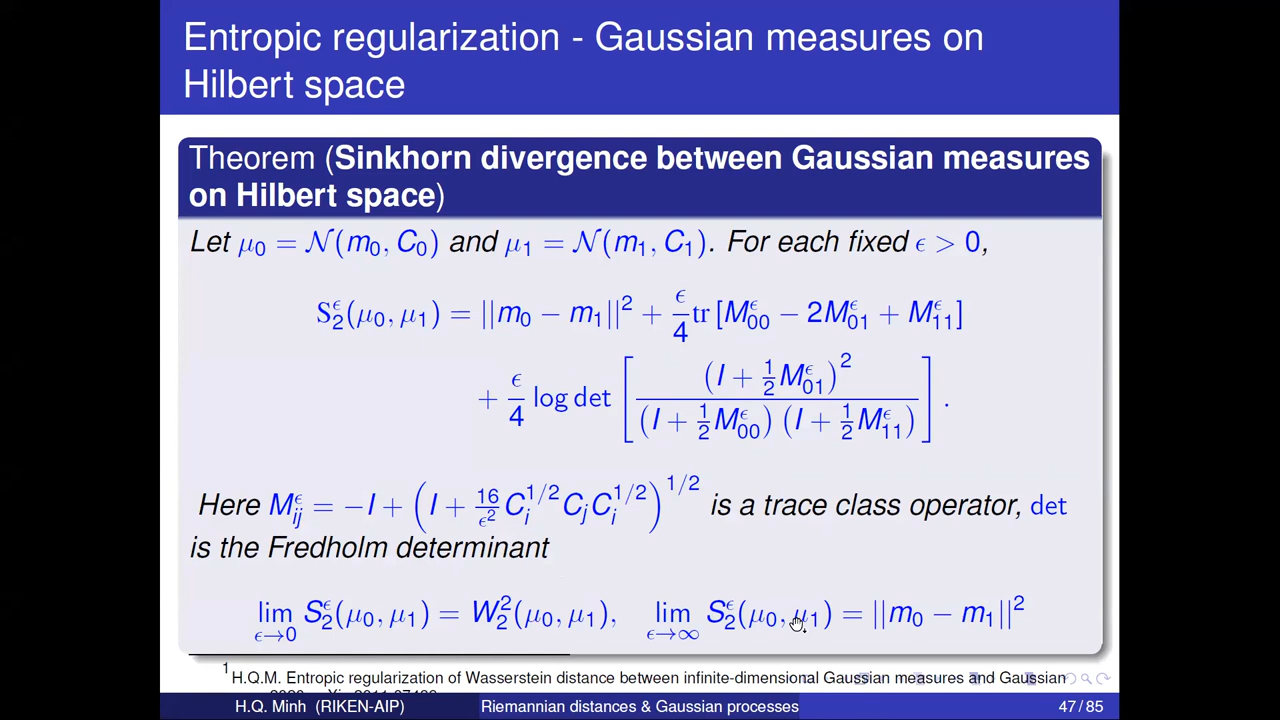 Entropic regularization - Gaussian measures on
Hilbert space
Theorem (Sinkhorn divergence between Gaussian measures
on Hilbert space)
Let μ₀ = 𝒩(m₀, C₀) and μ₁ = 𝒩(m₁, C₁). For each fixed ϵ > 0,
S₂^ϵ(μ₀, μ₁) = ||m₀ − m₁||² + ϵ/4 tr [M₀₀^ϵ − 2M₀₁^ϵ + M₁₁^ϵ]
+ ϵ/4 log det [ (I + ½M₀₁^ϵ)² / (I + ½M₀₀^ϵ) (I + ½M₁₁^ϵ) ] .
Here M_ij^ϵ = −I + (I + 16/ϵ² C_i^1/2 C_j C_i^1/2)^1/2 is a trace class operator, det
is the Fredholm determinant
lim_ϵ→0 S₂^ϵ(μ₀, μ₁) = W₂²(μ₀, μ₁), lim_ϵ→∞ S₂^ϵ(μ₀, μ₁) = ||m₀ − m₁||²
1 H.Q.M. Entropic regularization of Wasserstein distance between infinite-dimensional Gaussian measures and Gaussian
H.Q. Minh (RIKEN-AIP) Riemannian distances & Gaussian processes 47 / 85